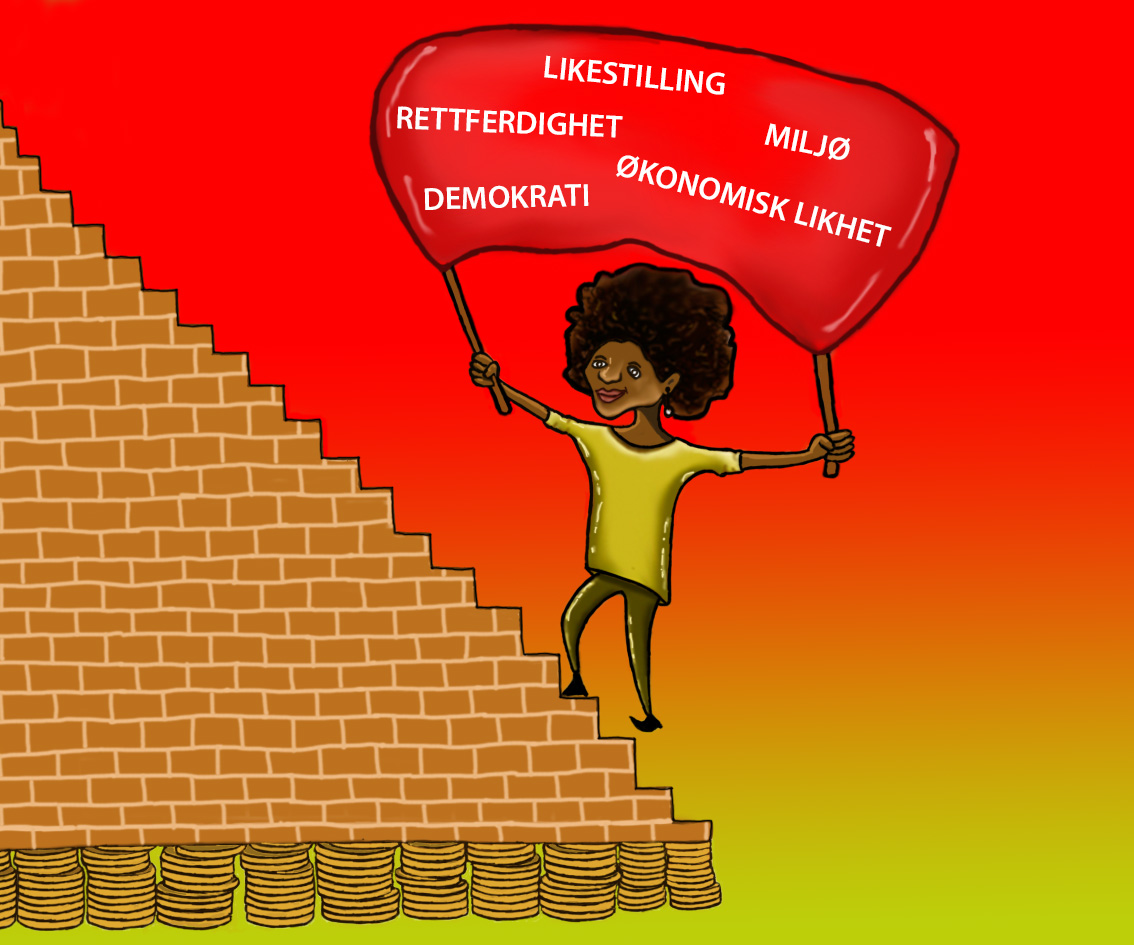 LIKESTILLING
RETTFERDIGHET
MILJØ
ØKONOMISK LIKHET
DEMOKRATI